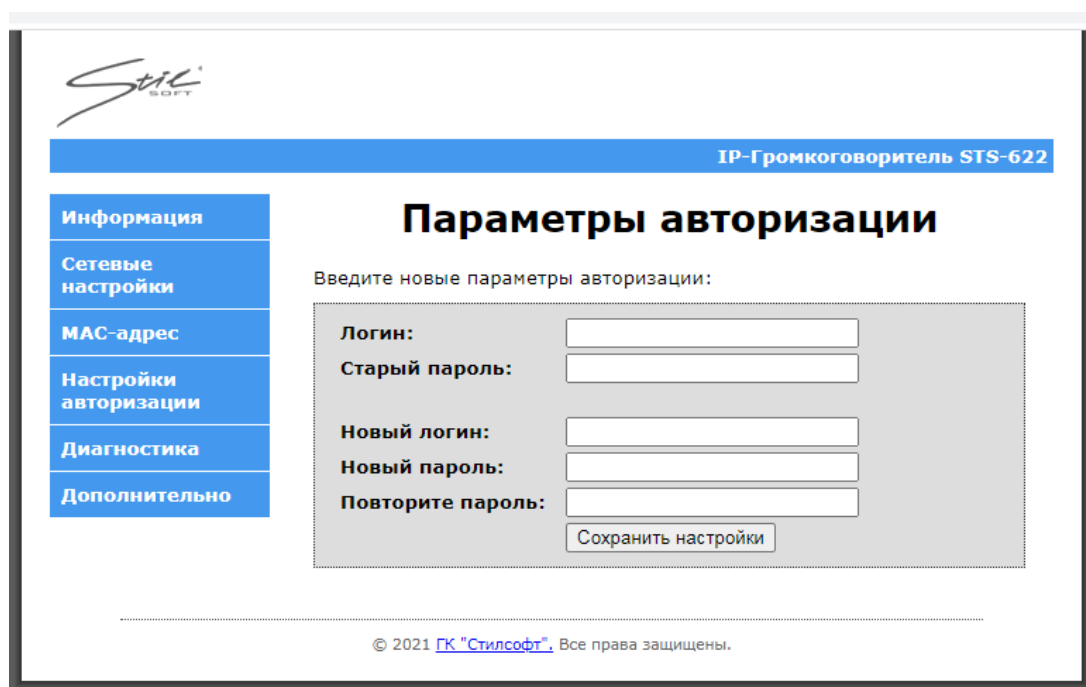 Stil
SOFT
IP-Громкоговоритель STS-622
Информация
Сетевые
настройки
MAC-адрес
Настройки
авторизации
Диагностика
Дополнительно
Параметры авторизации
Введите новые параметры авторизации:
Логин:
Старый пароль:
Новый логин:
Новый пароль:
Повторите пароль:
Сохранить настройки
© 2021 ГК "Стилсофт". Все права защищены.